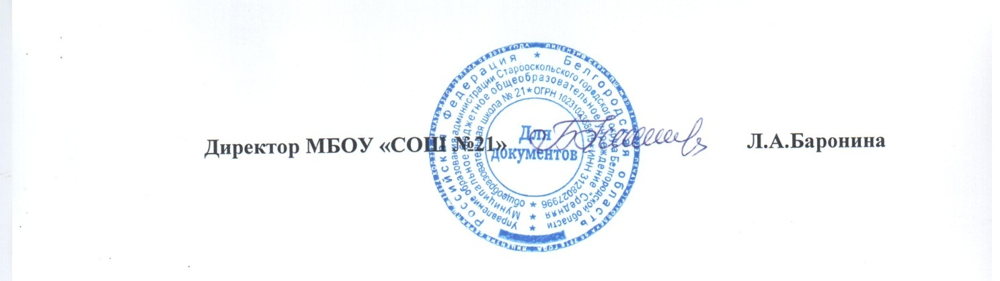 Директор МБОУ «СОШ №21» Л.А.Баронина
Российская Федерация ★ Белгородская область
Управление образования администрации Старооскольского городского округа Белгородской области
Муниципальное бюджетное общеобразовательное учреждение "Средняя
общеобразовательная школа № 21 ★ ОГРН ★ ИНН 3128027996
Для
документов